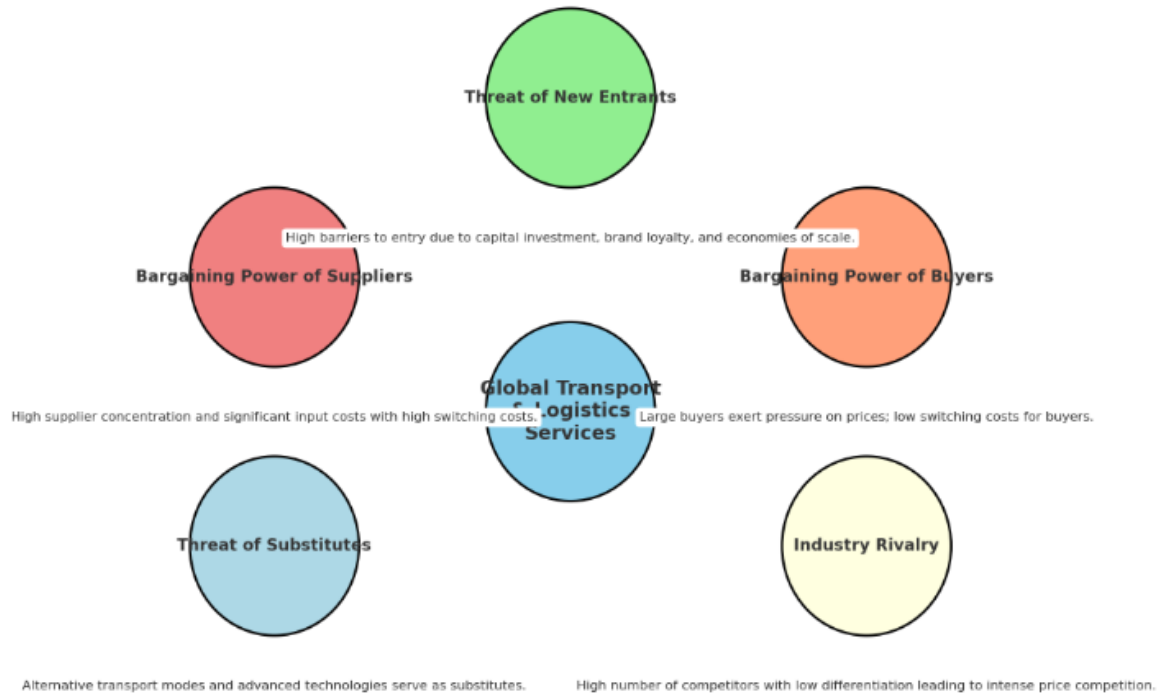 Threat of New Entrants
High barriers to entry due to capital investment, brand loyalty, and economies of scale.
Bargaining Power of Suppliers
Bargaining Power of Buyers
Global Transport
& Logistics
Services
High supplier concentration and significant input costs with high switching costs.
Large buyers exert pressure on prices; low switching costs for buyers.
Threat of Substitutes
Industry Rivalry
Alternative transport modes and advanced technologies serve as substitutes.
High number of competitors with low differentiation leading to intense price competition.